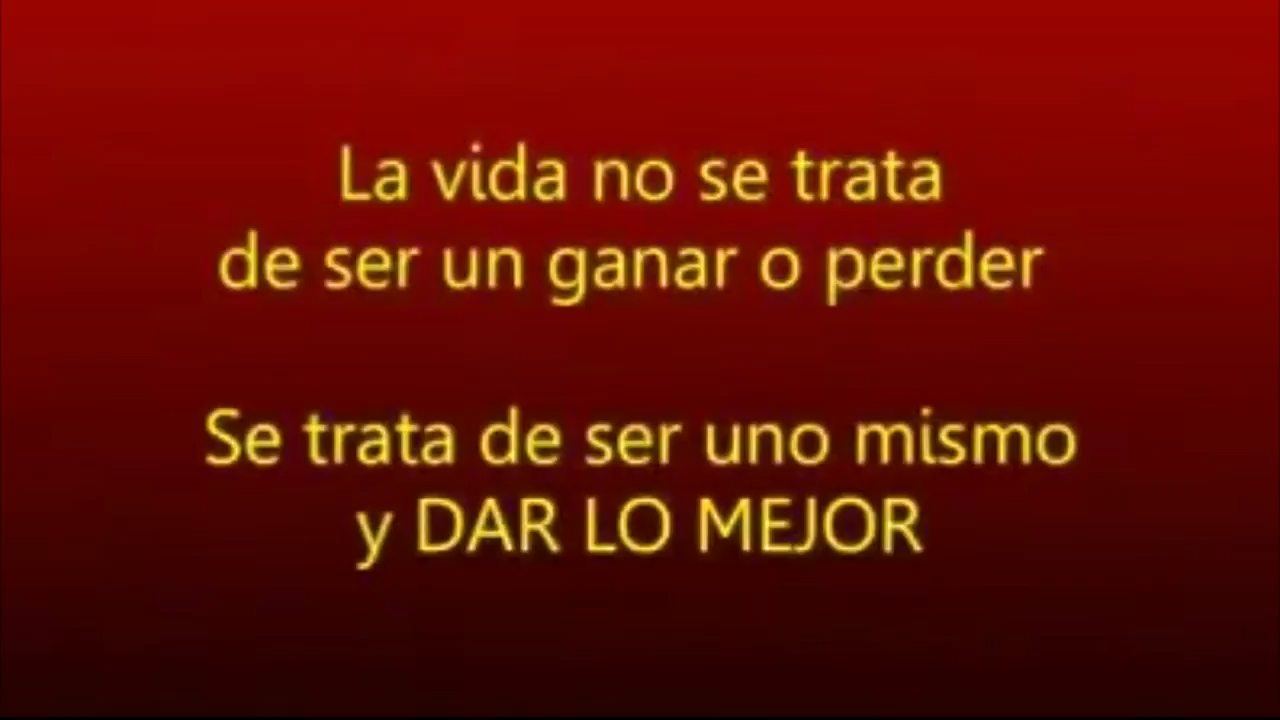 La vida no se trata
de ser un ganar o perder
Se trata de ser uno mismo
y DAR LO MEJOR